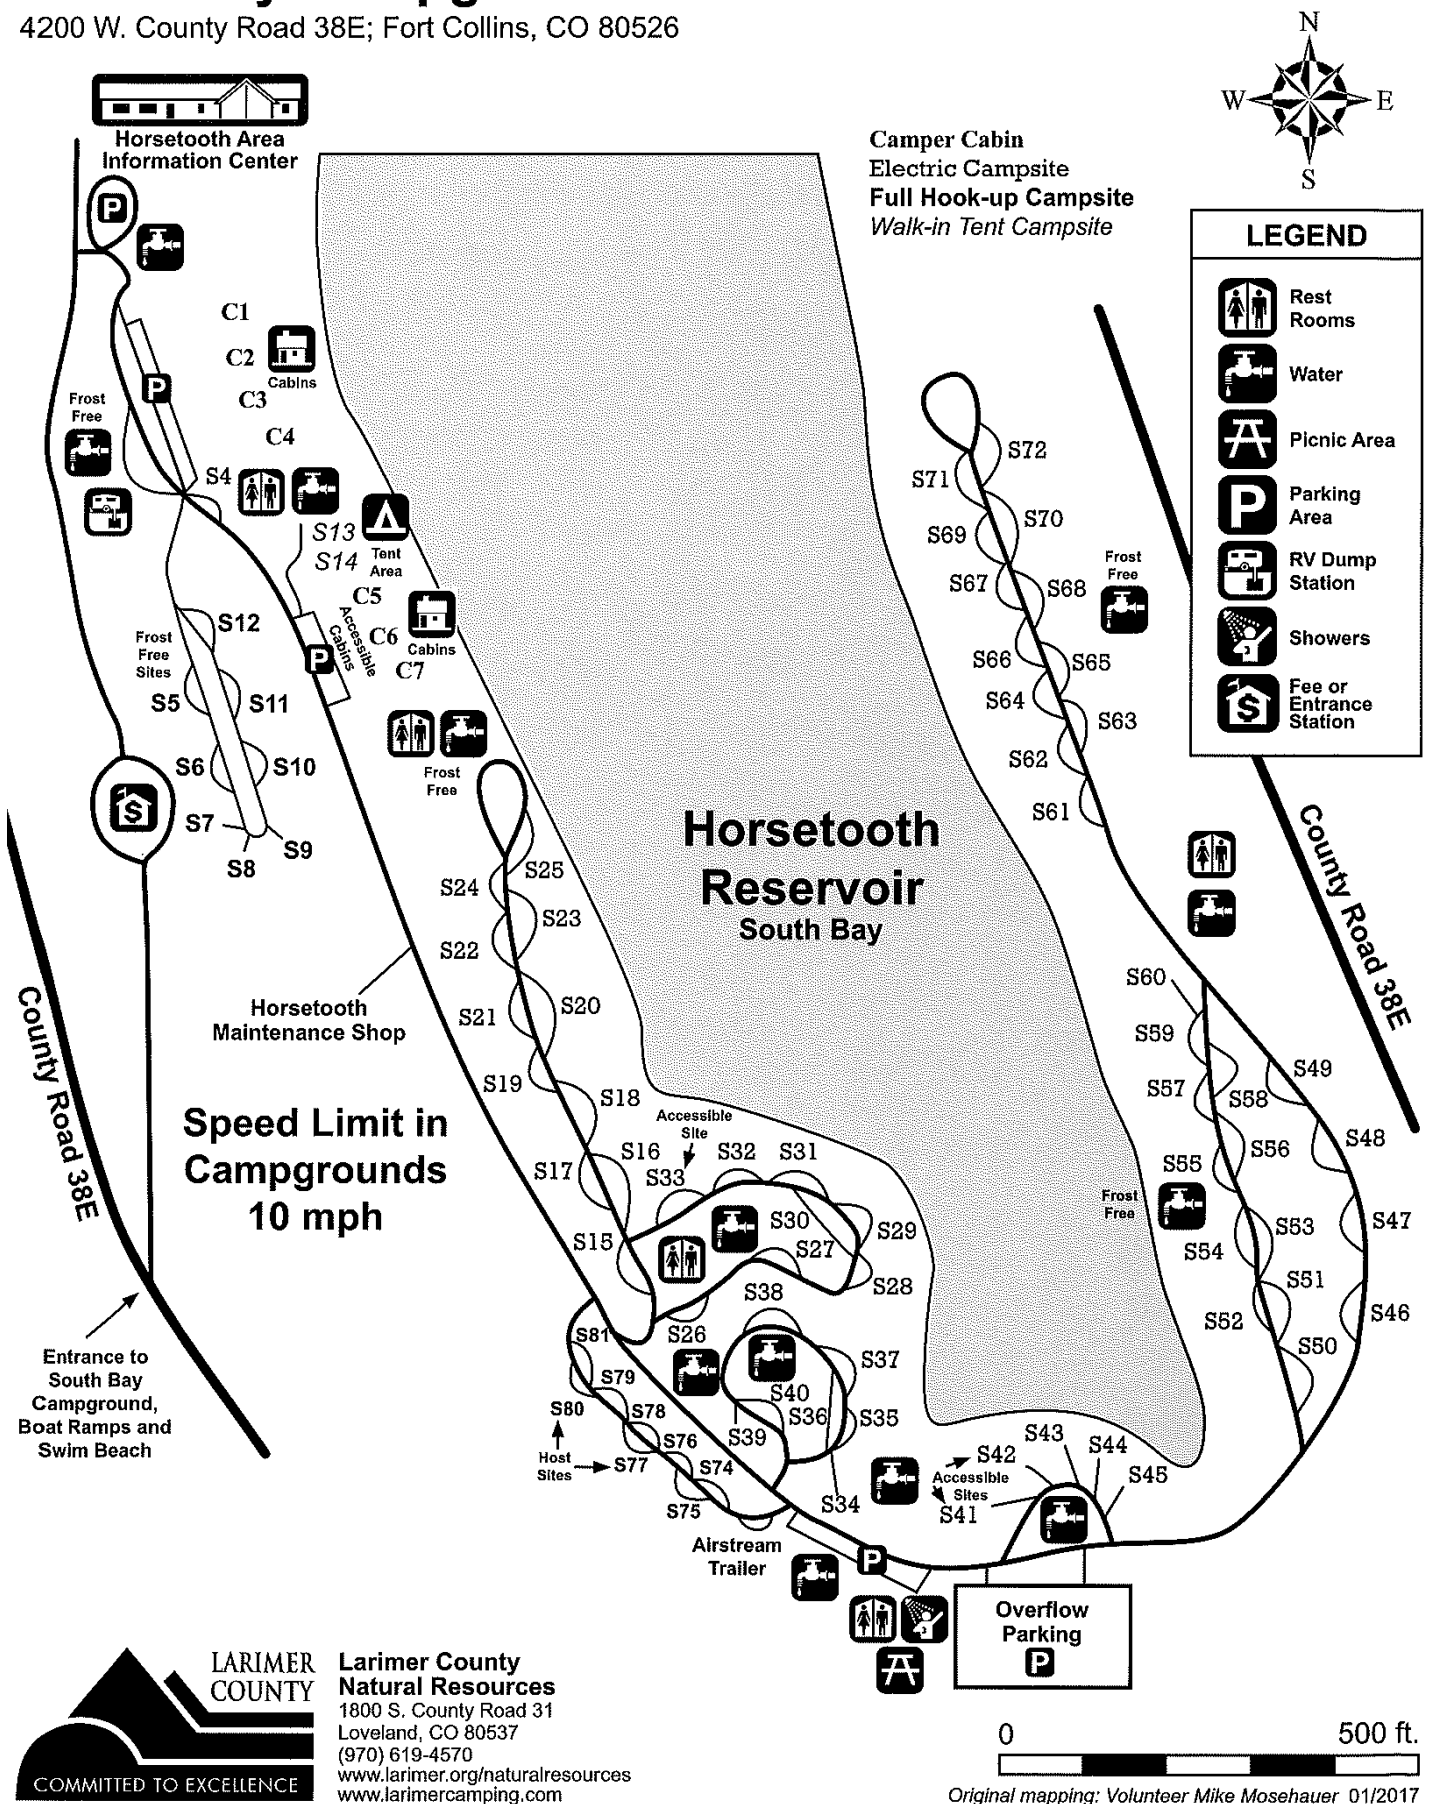 4200 W. County Road 38E; Fort Collins, CO 80526
N
W
E
S
Horsetooth Area
Information Center
Camper Cabin
Electric Campsite
Full Hook-up Campsite
Walk-in Tent Campsite
LEGEND
Rest
Rooms
Water
Picnic Area
P
Parking
Area
RV Dump
Station
Showers
$
Fee or
Entrance
Station
P
C1
C2
Cabins
C3
P
Frost
Free
C4
S4
S13
S14
Tent
Area
C5
C6
Cabins
C7
Accessible
Cabins
P
S12
Frost
Free
Sites
S5
S11
S6
S10
S7
S8
S9
$
Frost
Free
S72
S71
S70
S69
Frost
Free
S67
S68
S66
S65
S64
S63
S62
S61
Horsetooth
Reservoir
South Bay
County Road 38E
S25
S24
S23
S22
S20
S21
S19
S18
S16
S17
S15
Horsetooth
Maintenance Shop
County Road 38E
Speed Limit in
Campgrounds
10 mph
Accessible
Site
S33
S32
S31
S30
S29
S27
S28
S26
S38
S37
S40
S36
S35
S39
S34
S60
S59
S49
S57
S58
S48
S56
S55
Frost
Free
S47
S53
S54
S51
S52
S46
S50
Entrance to
South Bay
Campground,
Boat Ramps and
Swim Beach
S81
S79
S80
S78
S76
Host
Sites
S77
S74
S75
Airstream
Trailer
S43
S42
S44
Accessible
Sites
S45
S41
P
Overflow
Parking
P
LARIMER
COUNTY
COMMITTED TO EXCELLENCE
Larimer County
Natural Resources
1800 S. County Road 31
Loveland, CO 80537
(970) 619-4570
www.larimer.org/naturalresources
www.larimercamping.com
0
500 ft.
Original mapping: Volunteer Mike Mosehauer 01/2017